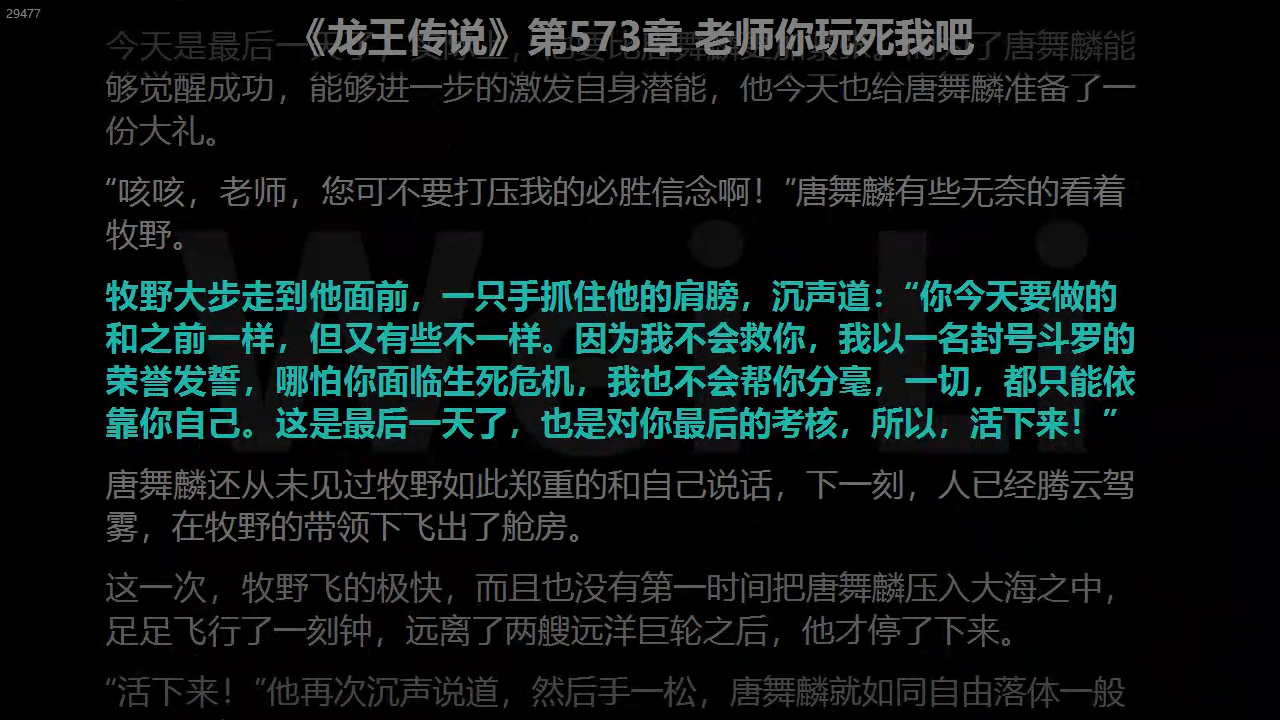 29477
《龙王传说》第573章 老师你玩死我吧
今天是最后一天了，
了唐舞麟能
够觉醒成功，能够进一步的激发自身潜能，他今天也给唐舞麟准备了一
份大礼。
“咳咳，老师，您可不要打压我的必胜信念啊！”唐舞麟有些无奈的看着
牧野。
牧野大步走到他面前，一只手抓住他的肩膀，沉声道：“你今天要做的
和之前一样，但又有些不一样。因为我不会救你，我以一名封号斗罗的
荣誉发誓，哪怕你面临生死危机，我也不会帮你分毫，一切，都只能依
靠你自己。这是最后一天了，也是对你最后的考核，所以，活下来！”
唐舞麟还从未见过牧野如此郑重的和自己说话，下一刻，人已经腾云驾
雾，在牧野的带领下飞出了舱房。
这一次，牧野飞的极快，而且也没有第一时间把唐舞麟压入大海之中，
足足飞行了一刻钟，远离了两艘远洋巨轮之后，他才停了下来。
“活下来！”他再次沉声说道，然后手一松，唐舞麟就如同自由落体一般
Wei Li